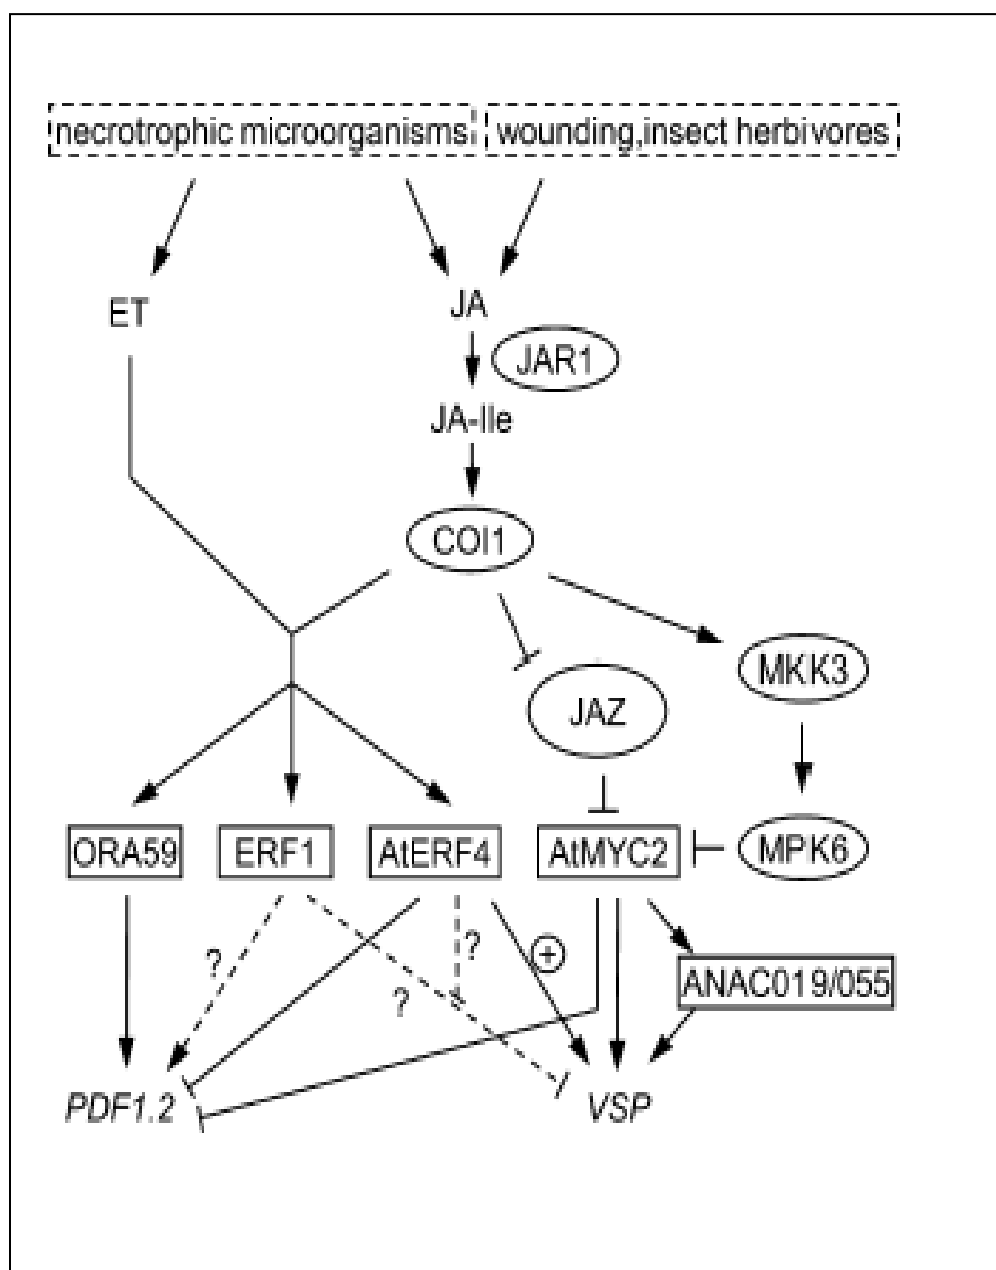 necrotrophic microorganisms wounding,insect herbivores
ET
JA
JAR1
JA-Ile
COI1
MKK3
JAZ
ORA59 ERF1 AtERF4 AtMYC2 MPK6
? ? +
?
ANAC019/055
PDF1.2 VSP